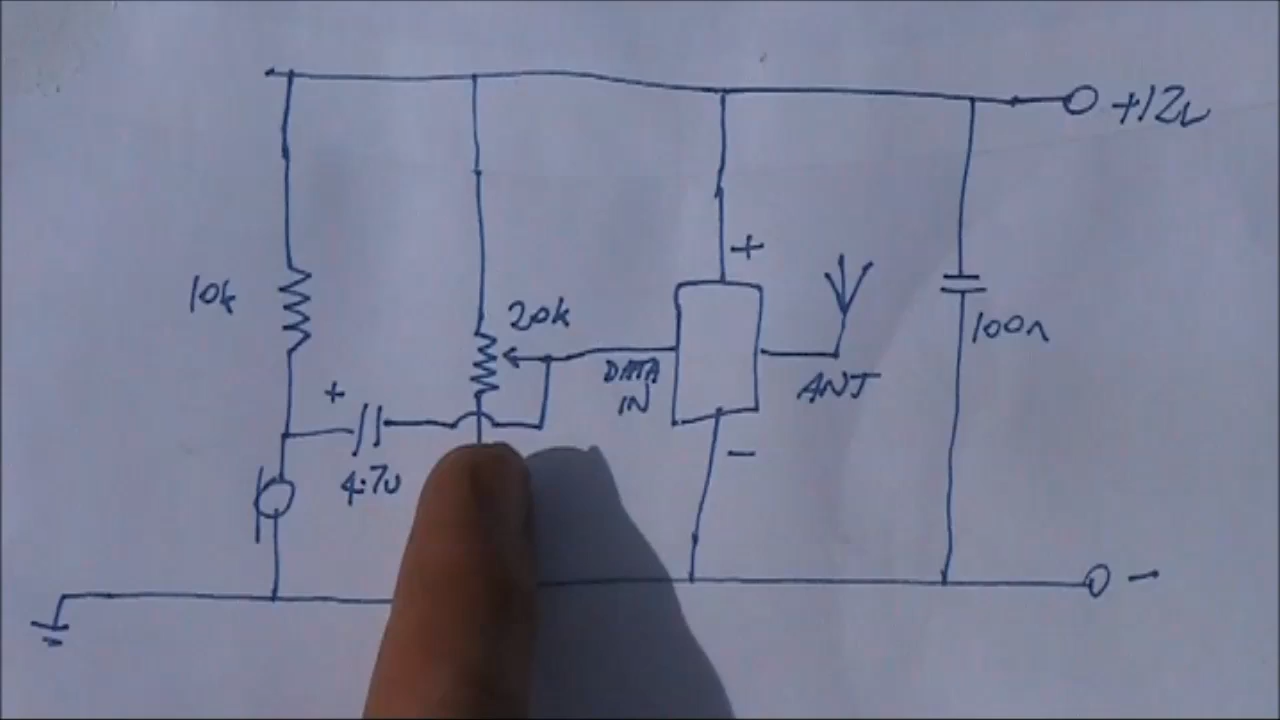 +12v
+
10k
20k
100n
DATA
IN
ANT
+
4.7u
-
-